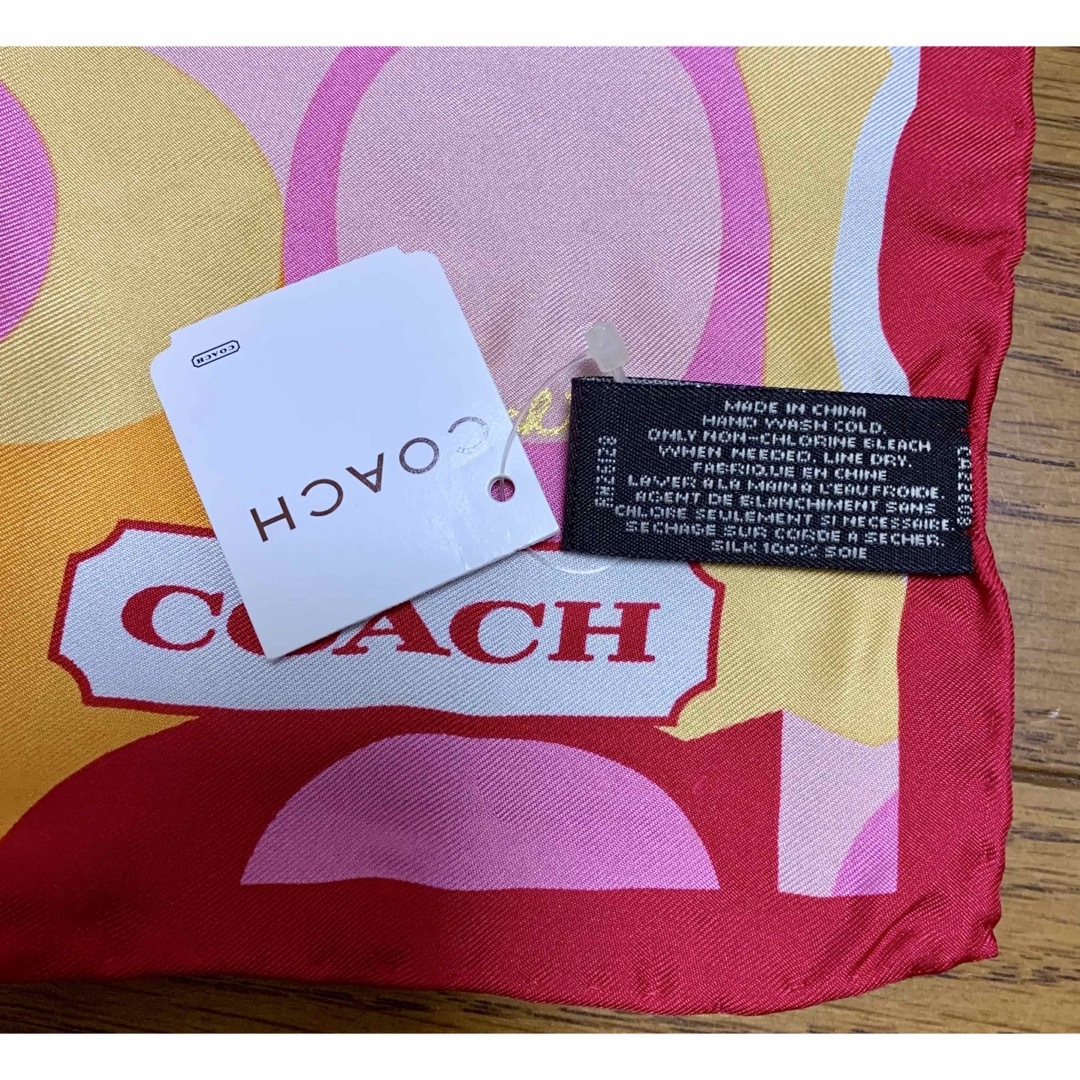 COACH
COACH
COACH
MADE IN CHINA
HAND WASH COLD.
ONLY NON-CHLORINE BLEACH
WHEN NEEDED. LINE DRY.
FABRIQUE EN CHINE
LAVER A LA MAIN A L'EAU FROIDE.
AGENT DE BLANCHIMENT SANS
CHLORE SEULEMENT SI NECESSAIRE.
SECHAGE SUR CORDE A SECHER.
SILK 100% SOIE
CA22608